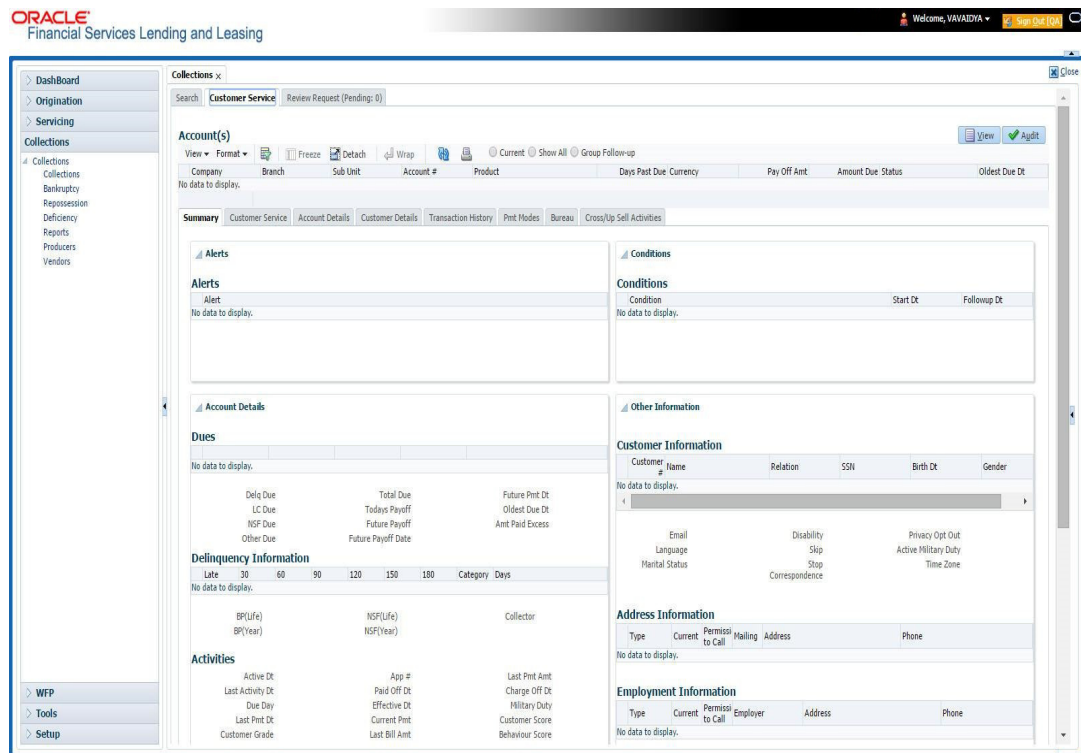 ORACLE'
Financial Services Lending and Leasing
Welcome, VAVAIDYA
Sign Out [QA]
Close
DashBoard
Origination
Servicing
Collections
Collections
Collections
Bankruptcy
Repossession
Deficiency
Reports
Producers
Vendors
WFP
Tools
Setup
Collections x
Search Customer Service Review Request (Pending: 0)
Account(s)
View Audit
View Format Freeze Detach Wrap Current Show All Group Follow-up
Company Branch Sub Unit Account # Product Days Past Due Currency Pay Off Amt Amount Due Status Oldest Due Dt
No data to display.
Summary Customer Service Account Details Customer Details Transaction History Pmt Modes Bureau Cross/Up Sell Activities
Alerts
Alerts
Alert
No data to display.
Conditions
Conditions
Condition Start Dt Followup Dt
No data to display.
Account Details
Dues
No data to display.
Delq Due Total Due Future Pmt Dt
LC Due Todays Payoff Oldest Due Dt
NSF Due Future Payoff Amt Paid Excess
Other Due Future Payoff Date
Delinquency Information
Late 30 60 90 120 150 180 Category Days
No data to display.
BP(Life) NSF(Life) Collector
BP(Year) NSF(Year)
Activities
Active Dt App # Last Pmt Amt
Last Activity Dt Paid Off Dt Charge Off Dt
Due Day Effective Dt Military Duty
Last Pmt Dt Current Pmt Customer Score
Customer Grade Last Bill Amt Behaviour Score
Other Information
Customer Information
Customer # Name Relation SSN Birth Dt Gender
No data to display.
Email Disability Privacy Opt Out
Language Skip Active Military Duty
Marital Status Stop Correspondence Time Zone
Address Information
Type Current Permissi to Call Mailing Address Phone
No data to display.
Employment Information
Type Current Permissi to Call Employer Address Phone
No data to display.